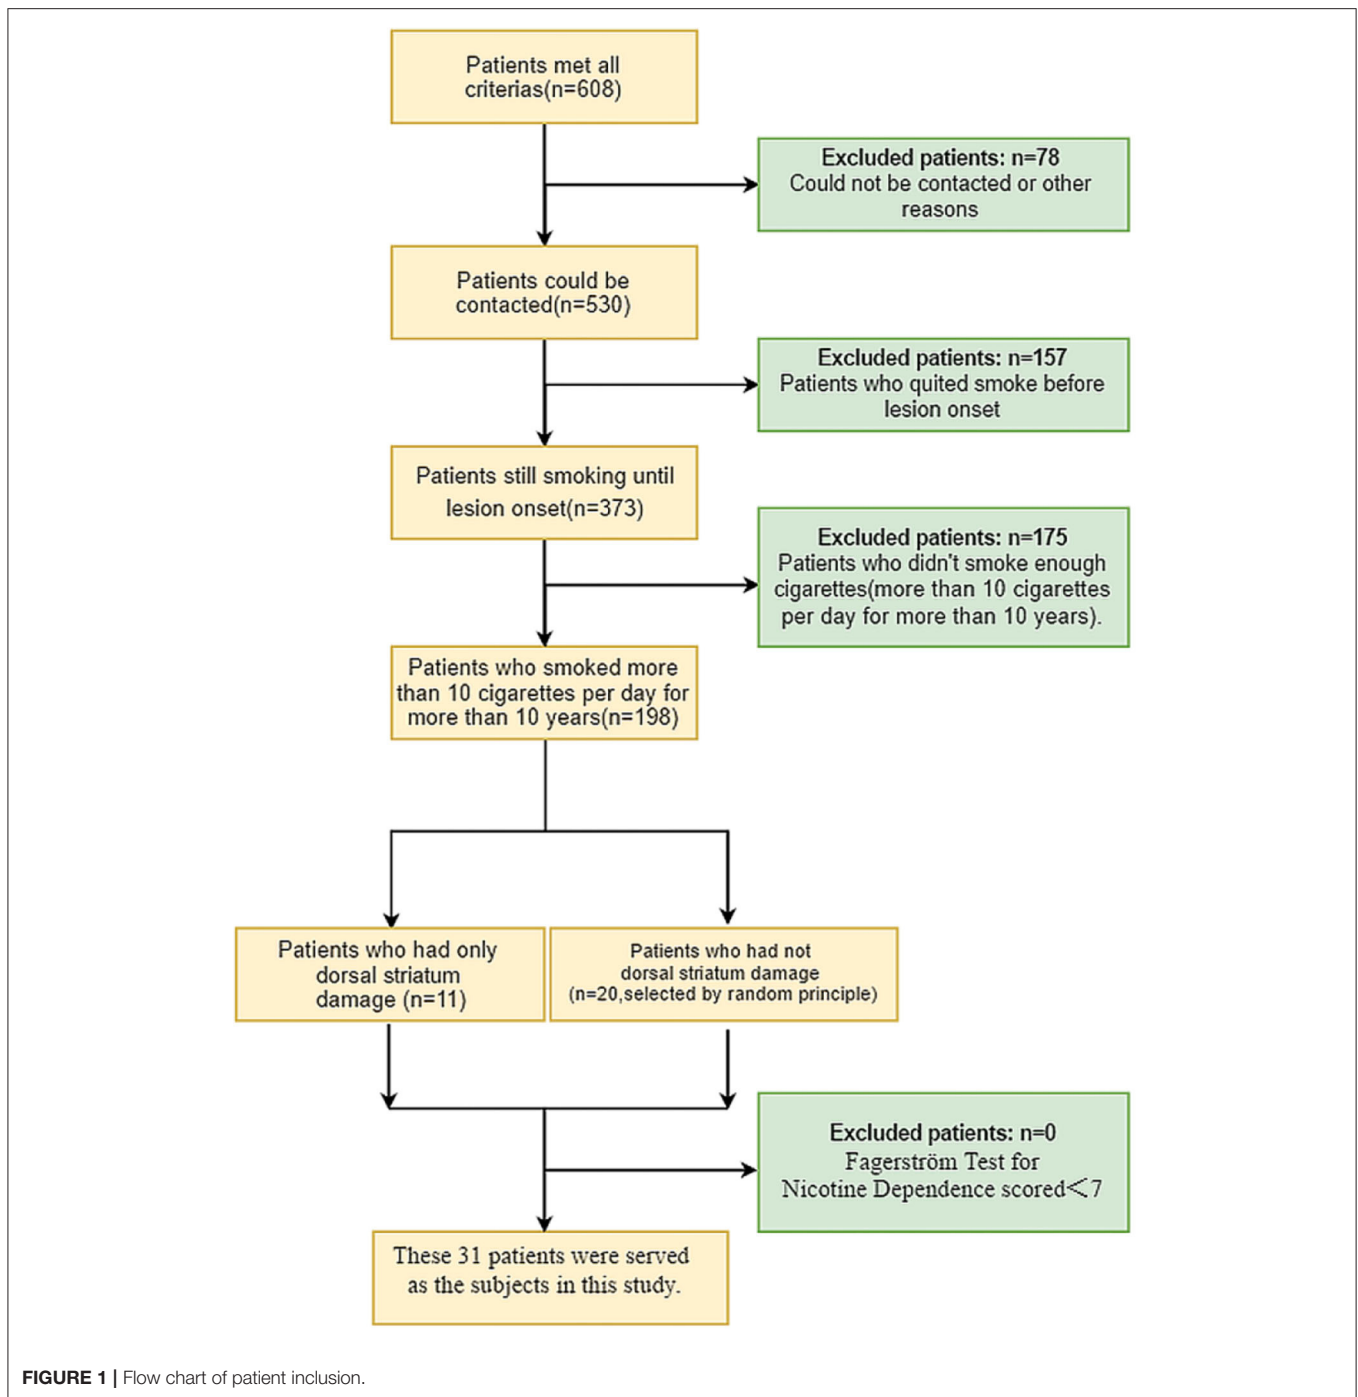 Patients met all
criterias(n=608)
Excluded patients: n=78
Could not be contacted or other
reasons
Patients could be
contacted(n=530)
Excluded patients: n=157
Patients who quited smoke before
lesion onset
Patients still smoking until
lesion onset(n=373)
Excluded patients: n=175
Patients who didn't smoke enough
cigarettes(more than 10 cigarettes
per day for more than 10 years).
Patients who smoked more
than 10 cigarettes per day for
more than 10 years(n=198)
Patients who had only
dorsal striatum
damage (n=11)
Patients who had not
dorsal striatum damage
(n=20,selected by random principle)
Excluded patients: n=0
Fagerström Test for
Nicotine Dependence scored<7
These 31 patients were served
as the subjects in this study.
FIGURE 1 | Flow chart of patient inclusion.